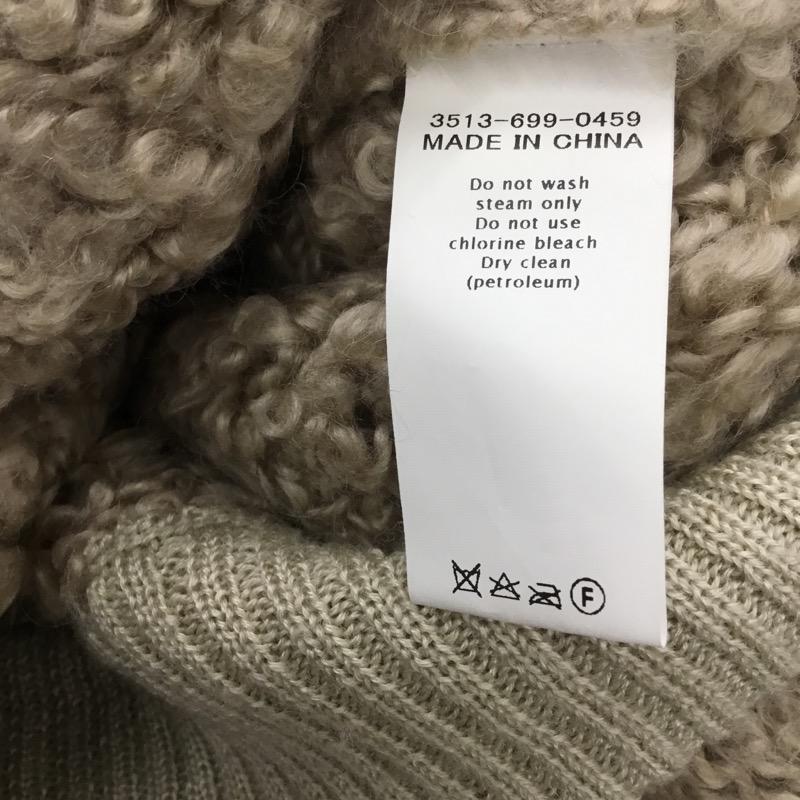 3513-699-0459
MADE IN CHINA
Do not wash
steam only
Do not use
chlorine bleach
Dry clean
(petroleum)
F